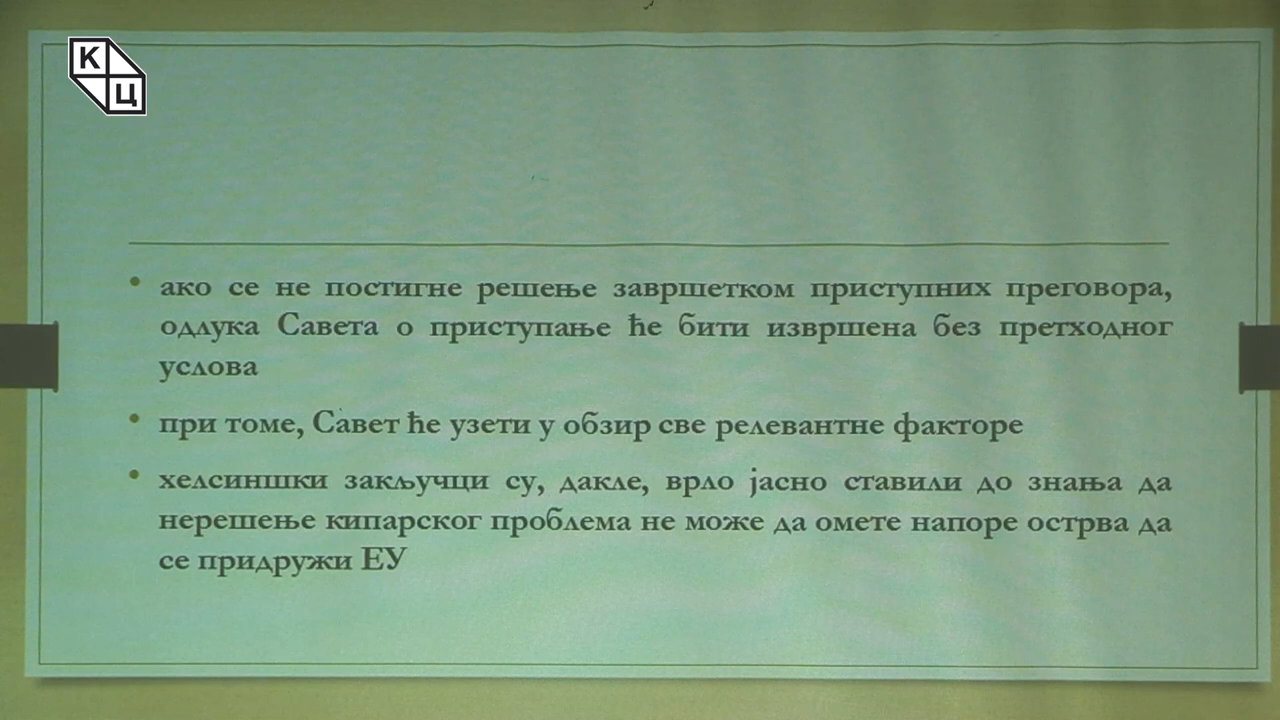 К
Ц
• ако се не постигне решење завршетком приступних преговора,
одлука Савета о приступање ће бити извршена без претходног
услова
• при томе, Савет ће узети у обзир све релевантне факторе
• хелсиншки закључци су, дакле, врло јасно ставили до знања да
нерешење кипарског проблема не може да омете напоре острва да
се придружи ЕУ